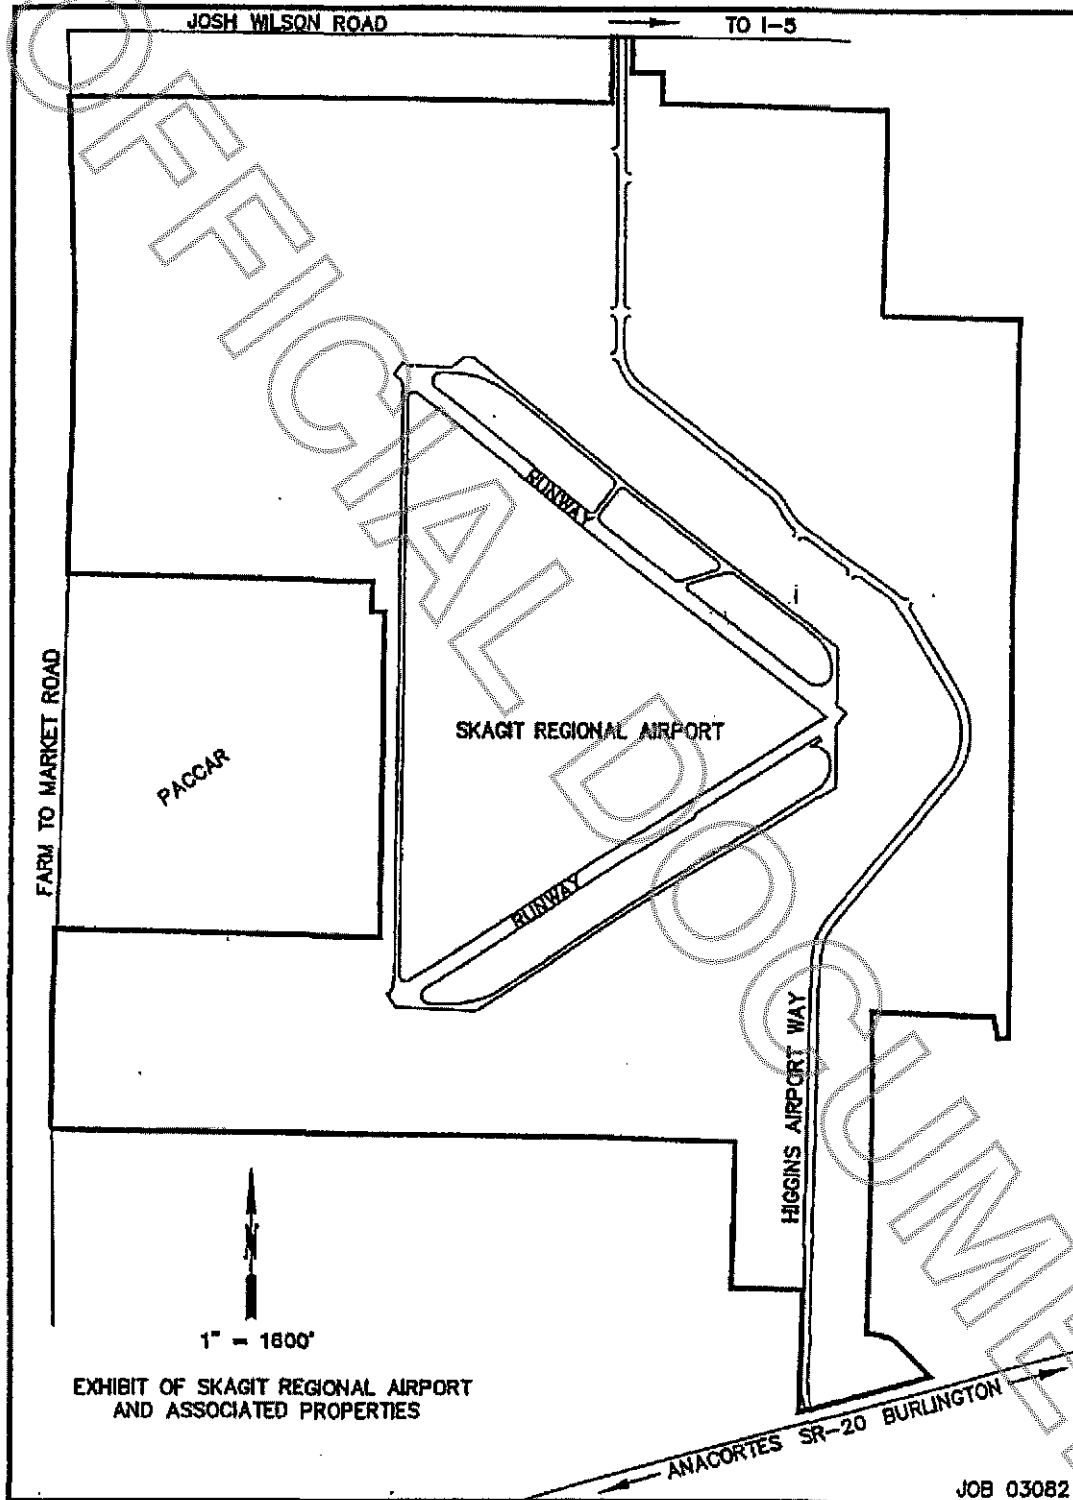 JOSH WILSON ROAD
TO I-5
RUNWAY
FARM TO MARKET ROAD
PACCAR
SKAGIT REGIONAL AIRPORT
RUNWAY
HIGGINS AIRPORT WAY
N
1" = 1600'
EXHIBIT OF SKAGIT REGIONAL AIRPORT
AND ASSOCIATED PROPERTIES
ANACORTES SR-20 BURLINGTON
JOB 03082
OFFICIAL DOCUME